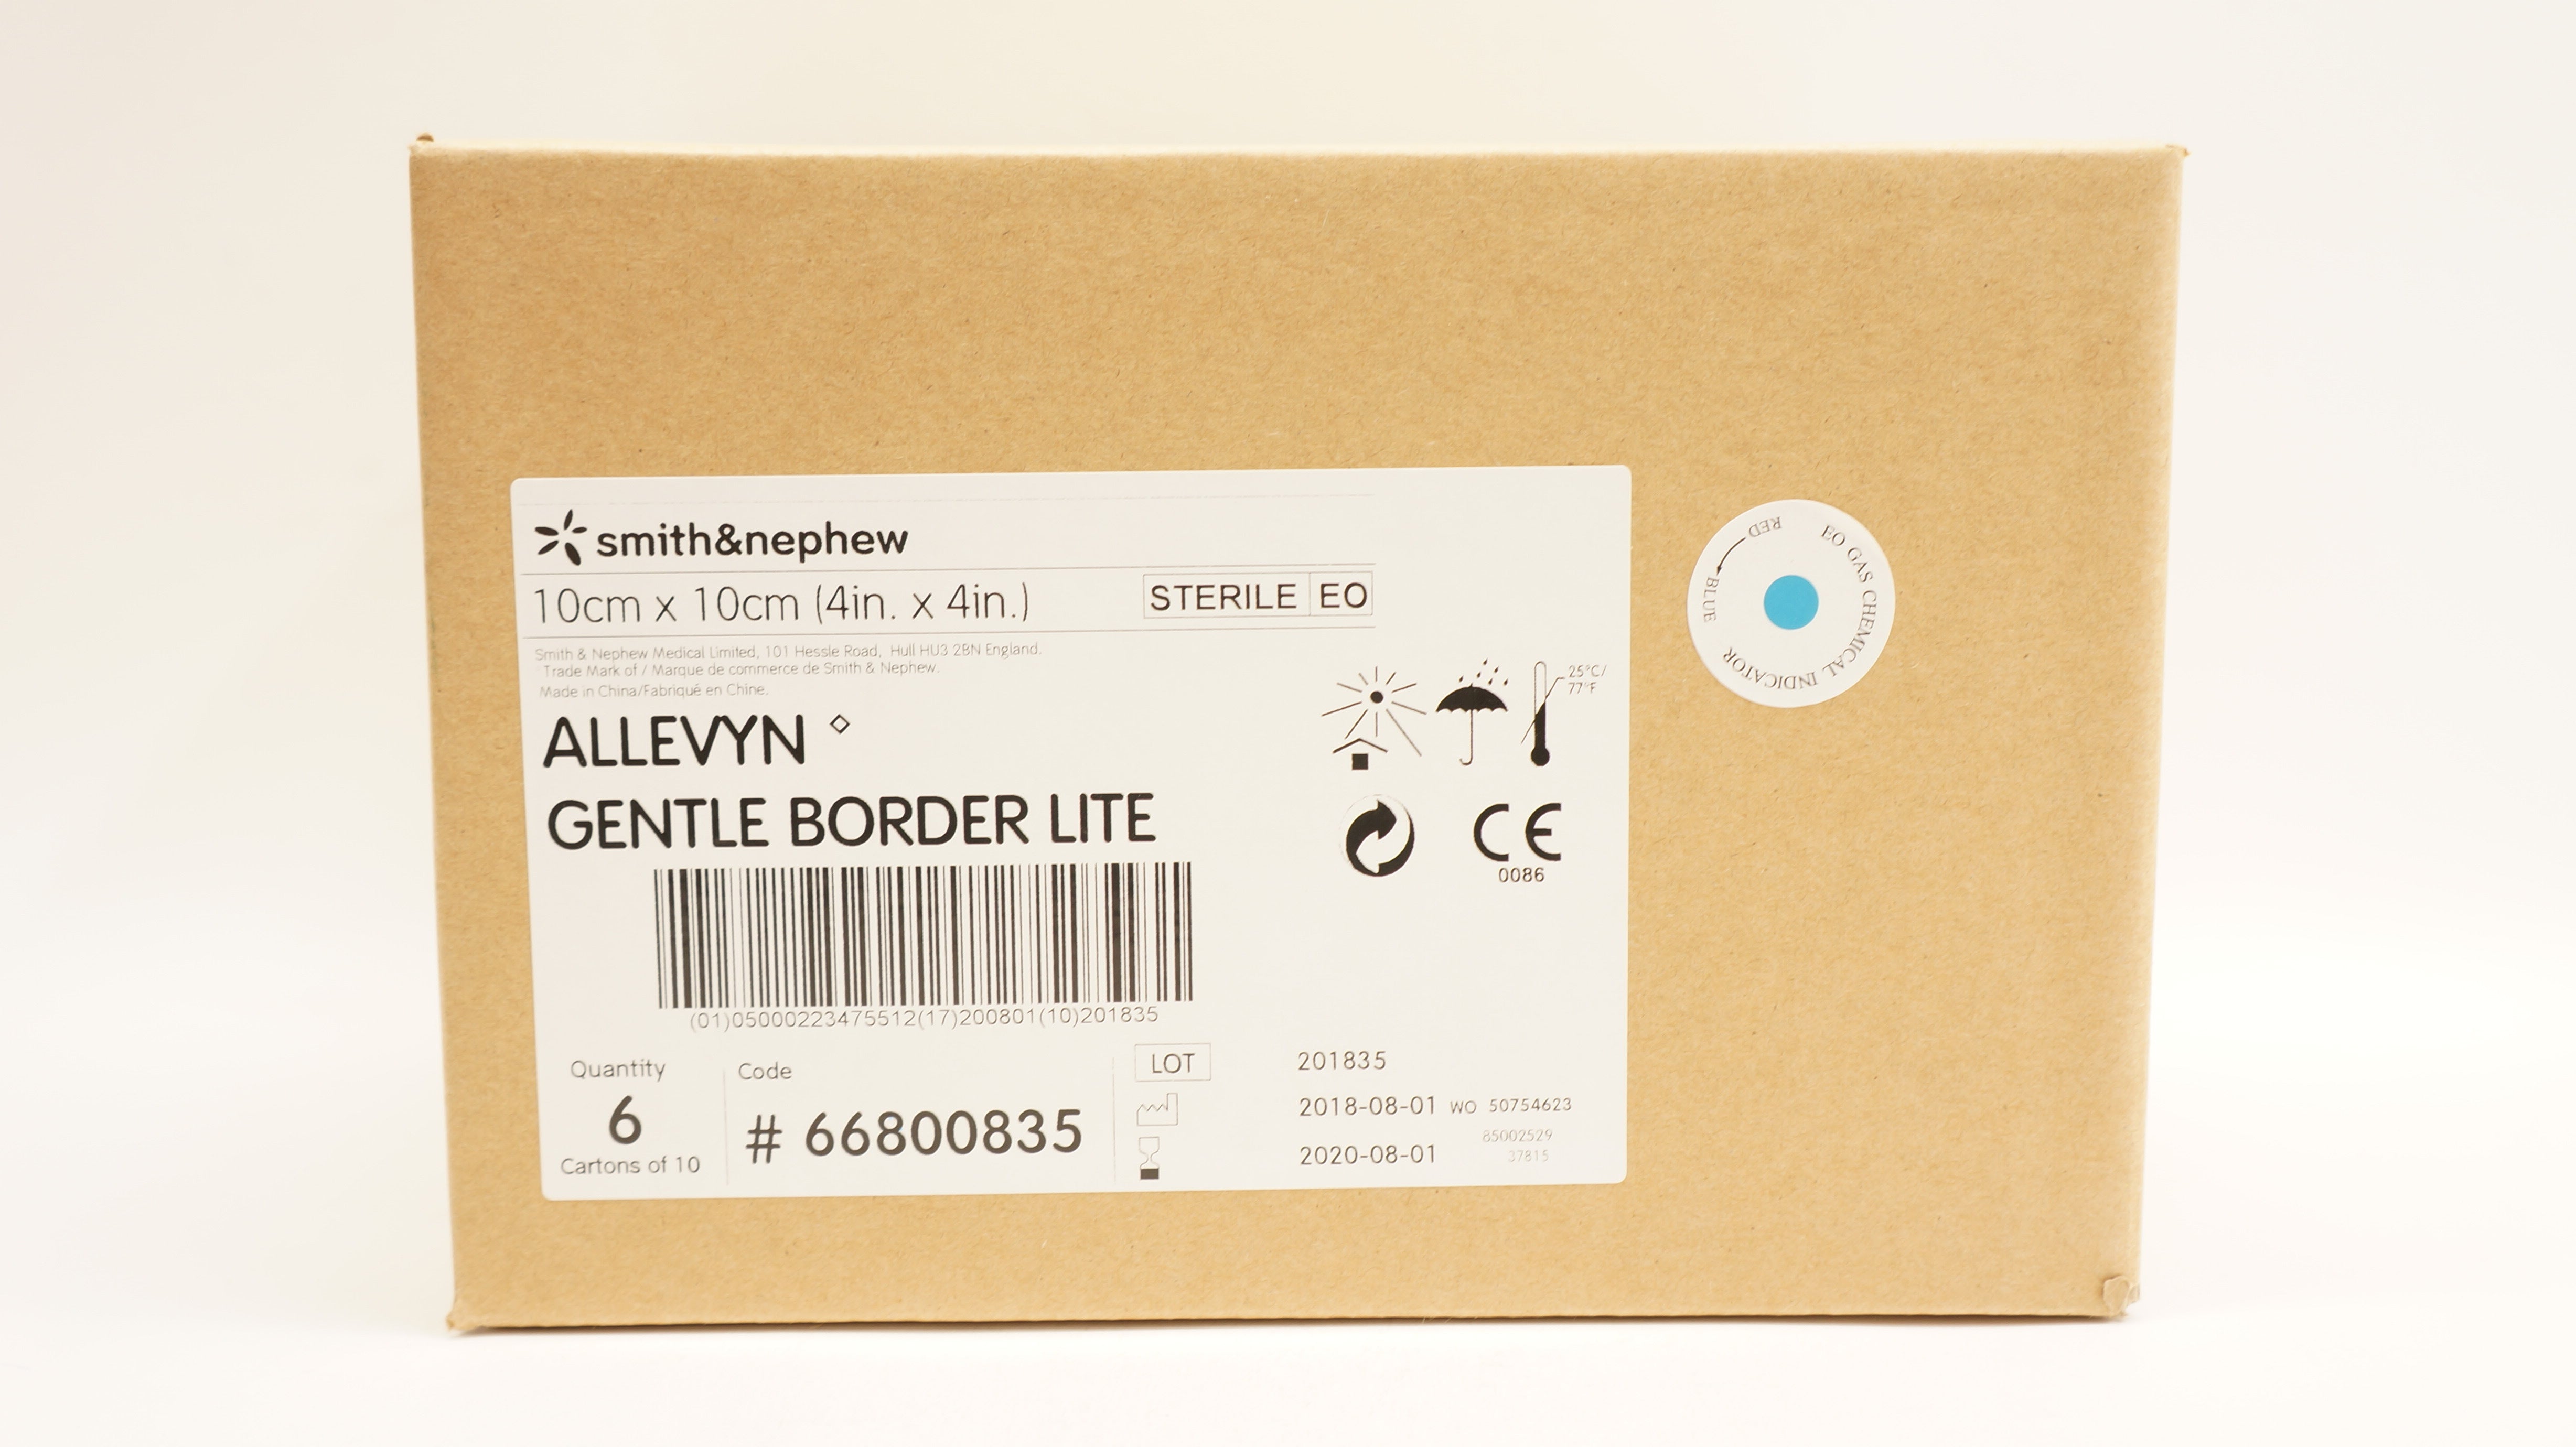 smith&nephew
10cm x 10cm (4in. x 4in.)
STERILE EO
Smith & Nephew Medical Limited, 101 Hessle Road, Hull HU3 2BN England.
Trade Mark of / Marque de commerce de Smith & Nephew.
Made in China/Fabriqué en Chine.
ALLEVYN ◇
GENTLE BORDER LITE
(01)05000223475512(17)200801(10)201835
Quantity
6
Cartons of 10
Code
# 66800835
LOT 201835
2018-08-01 WO 50754623
85002529
2020-08-01
37815
25°C/
77°F
CE
0086
EO GAS CHEMICAL INDICATOR
RED
BLUE